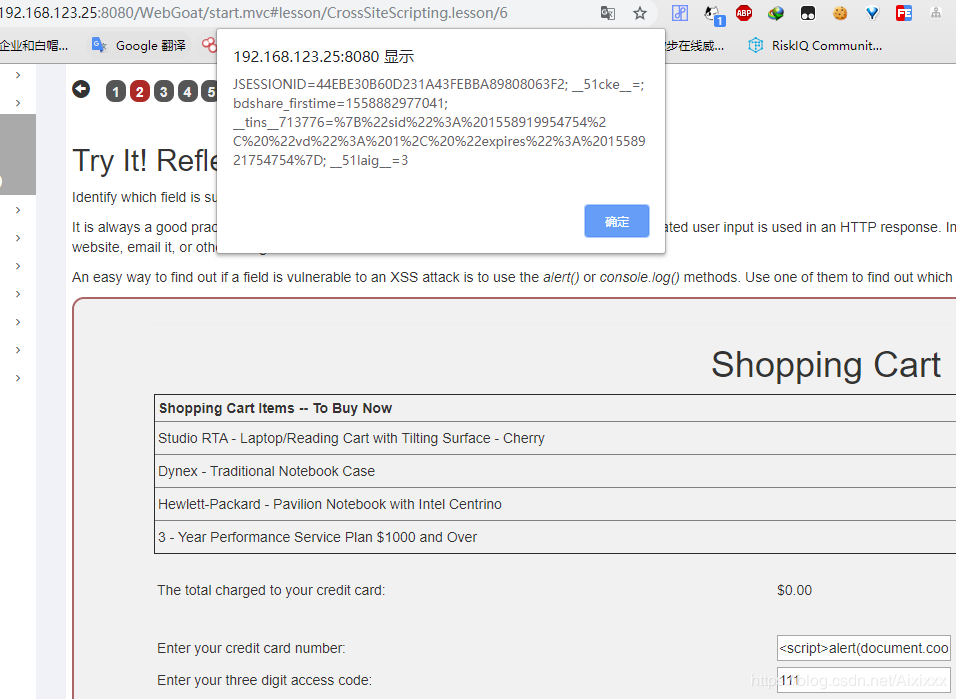 192.168.123.25:8080/WebGoat/start.mvc#lesson/CrossSiteScripting.lesson/6
ABP
1
FE
企业和白帽...
Google 翻译
步在线威...
RiskIQ Communit...
192.168.123.25:8080 显示
JSESSIONID=44EBE30B60D231A43FEBBA89808063F2; __51cke__=;
bdshare_firstime=1558882977041;
__tins__713776=%7B%22sid%22%3A%201558919954754%2
C%20%22vd%22%3A%201%2C%20%22expires%22%3A%2015589
21754754%7D; __51laig__=3
确定
1 2 3 4 5
Try It! Refle
Identify which field is su
It is always a good prac ated user input is used in an HTTP response. In
website, email it, or oth
An easy way to find out if a field is vulnerable to an XSS attack is to use the alert() or console.log() methods. Use one of them to find out which
Shopping Cart
Shopping Cart Items -- To Buy Now
Studio RTA - Laptop/Reading Cart with Tilting Surface - Cherry
Dynex - Traditional Notebook Case
Hewlett-Packard - Pavilion Notebook with Intel Centrino
3 - Year Performance Service Plan $1000 and Over
The total charged to your credit card: $0.00
Enter your credit card number: <script>alert(document.coo
Enter your three digit access code: 111
https://blog.csdn.net/Aixixxx